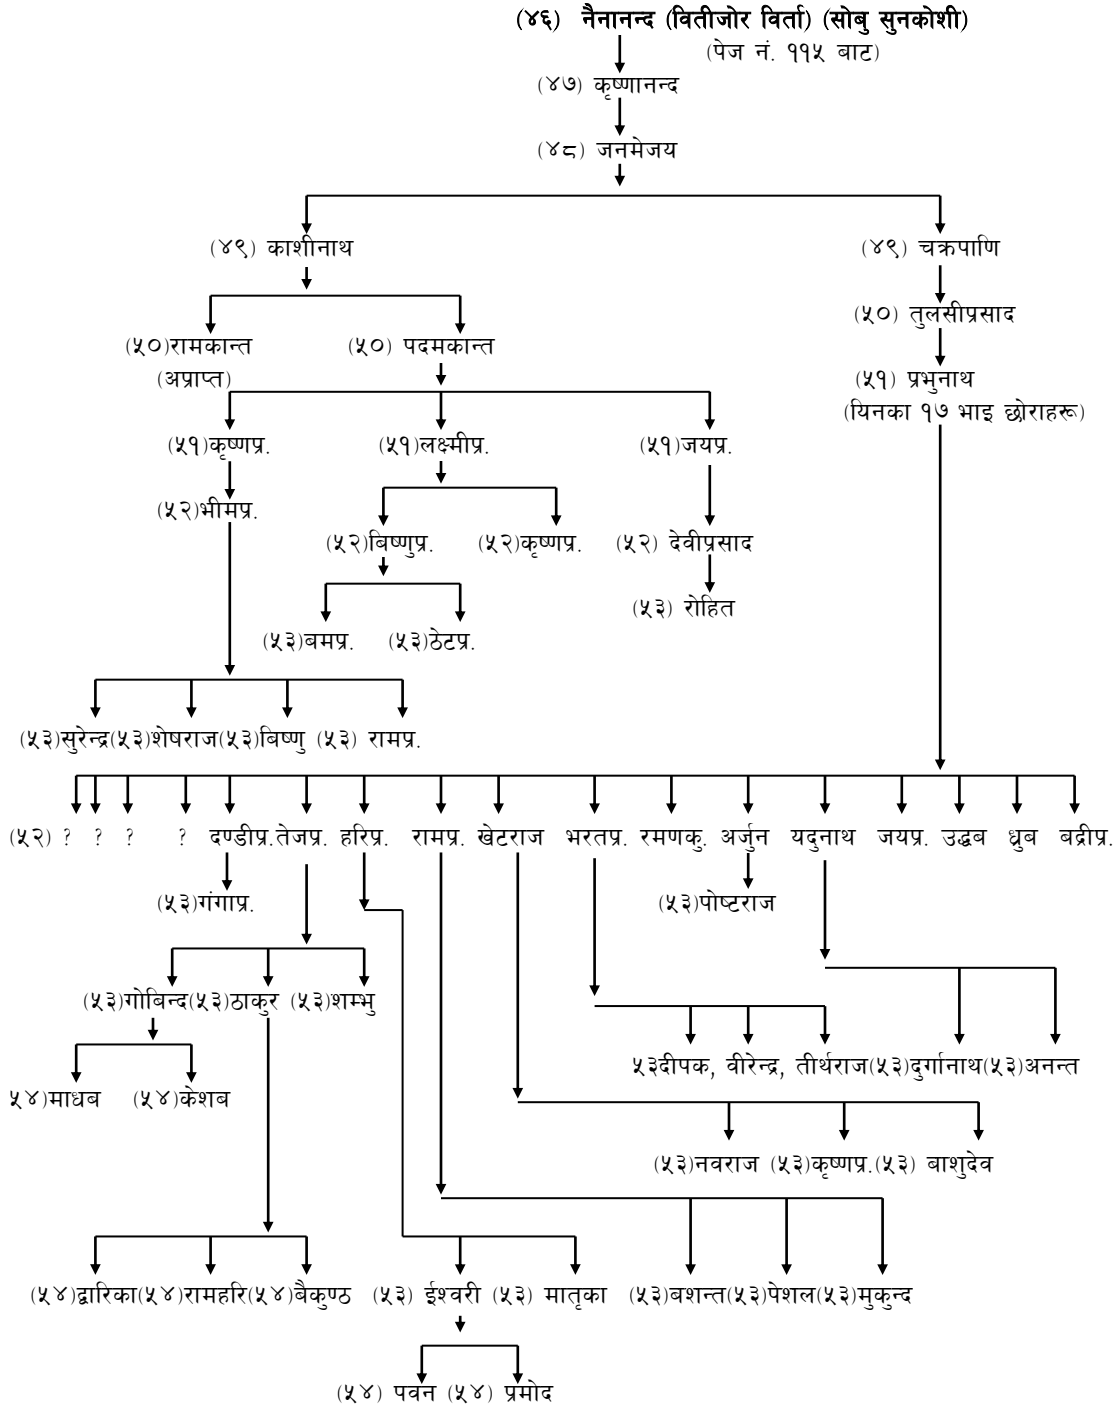 (४६) नैनानन्द (वितीजोर विर्ता) (सोबु सुनकोशी)
(पेज नं. ११५ बाट)
(४७) कृष्णानन्द
(४८) जनमेजय
(४९) काशीनाथ (४९) चक्रपाणि
(५०) तुलसीप्रसाद
(५०)रामकान्त (५०) पदमकान्त
(अप्राप्त) (५१) प्रभुनाथ
(यिनका १७ भाइ छोराहरू)
(५१)कृष्णप्र. (५१)लक्ष्मीप्र. (५१)जयप्र.
(५२)भीमप्र.
(५२)बिष्णुप्र. (५२)कृष्णप्र. (५२) देवीप्रसाद
(५३) रोहित
(५३)बमप्र. (५३)ठेटप्र.
(५३)सुरेन्द्र(५३)शेषराज(५३)बिष्णु (५३) रामप्र.
(५२) ? ? ? ? दण्डीप्र.तेजप्र. हरिप्र. रामप्र. खेटराज भरतप्र. रमणकु. अर्जुन यदुनाथ जयप्र. उद्धब ध्रुब बद्रीप्र.
(५३)गंगाप्र. (५३)पोष्टराज
(५३)गोबिन्द(५३)ठाकुर (५३)शम्भु
५३दीपक, वीरेन्द्र, तीर्थराज(५३)दुर्गानाथ(५३)अनन्त
५४)माधब (५४)केशब
(५३)नवराज (५३)कृष्णप्र.(५३) बाशुदेव
(५४)द्वारिका(५४)रामहरि(५४)बैकुण्ठ (५३) ईश्वरी (५३) मातृका (५३)बशन्त(५३)पेशल(५३)मुकुन्द
(५४) पवन (५४) प्रमोद